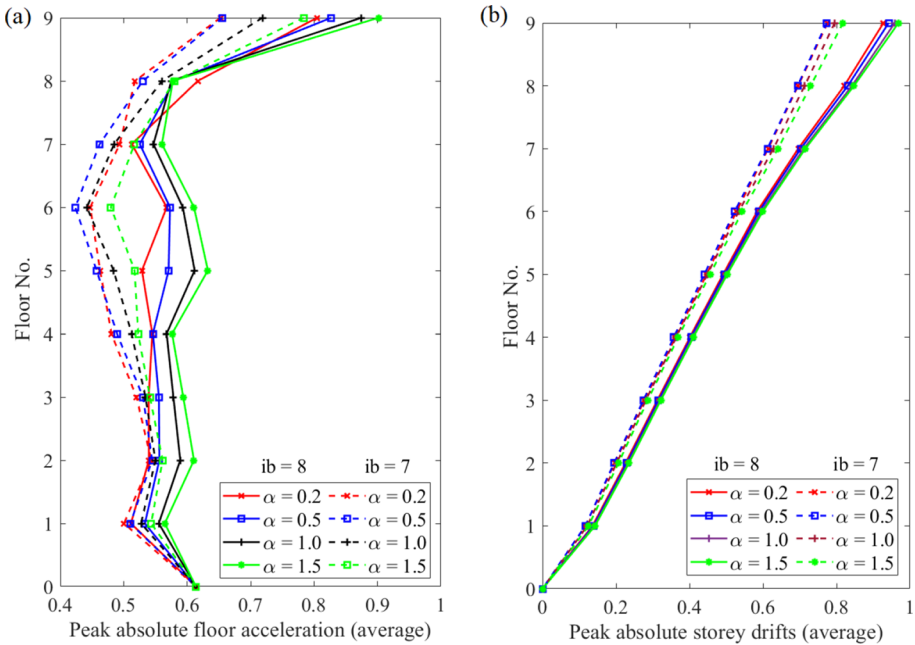 (a)
9
8
7
6
5
4
3
2
1
0
Floor No.
0.4 0.5 0.6 0.7 0.8 0.9 1
Peak absolute floor acceleration (average)
ib = 8 ib = 7
α = 0.2 α = 0.2
α = 0.5 α = 0.5
α = 1.0 α = 1.0
α = 1.5 α = 1.5
(b)
9
8
7
6
5
4
3
2
1
0
Floor No.
0 0.2 0.4 0.6 0.8 1
Peak absolute storey drifts (average)
ib = 8 ib = 7
α = 0.2 α = 0.2
α = 0.5 α = 0.5
α = 1.0 α = 1.0
α = 1.5 α = 1.5